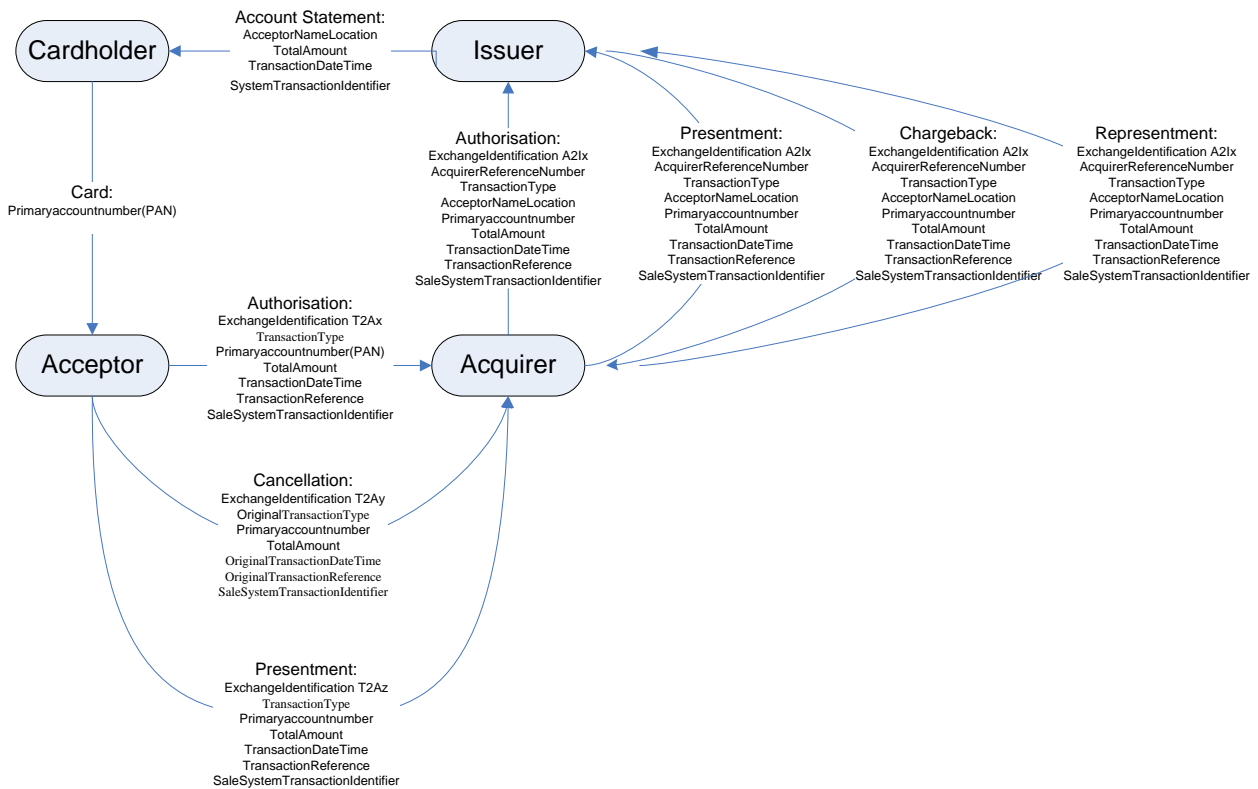 Cardholder
Account Statement:
AcceptorNameLocation
TotalAmount
TransactionDateTime
SystemTransactionIdentifier
Issuer
Card:
Primaryaccountnumber(PAN)
Authorisation:
ExchangeIdentification A2Ix
AcquirerReferenceNumber
TransactionType
AcceptorNameLocation
Primaryaccountnumber
TotalAmount
TransactionDateTime
TransactionReference
SaleSystemTransactionIdentifier
Presentment:
ExchangeIdentification A2Ix
AcquirerReferenceNumber
TransactionType
AcceptorNameLocation
Primaryaccountnumber
TotalAmount
TransactionDateTime
TransactionReference
SaleSystemTransactionIdentifier
Chargeback:
ExchangeIdentification A2Ix
AcquirerReferenceNumber
TransactionType
AcceptorNameLocation
Primaryaccountnumber
TotalAmount
TransactionDateTime
TransactionReference
SaleSystemTransactionIdentifier
Representment:
ExchangeIdentification A2Ix
AcquirerReferenceNumber
TransactionType
AcceptorNameLocation
Primaryaccountnumber
TotalAmount
TransactionDateTime
TransactionReference
SaleSystemTransactionIdentifier
Acceptor
Authorisation:
ExchangeIdentification T2Ax
TransactionType
Primaryaccountnumber(PAN)
TotalAmount
TransactionDateTime
TransactionReference
SaleSystemTransactionIdentifier
Acquirer
Cancellation:
ExchangeIdentification T2Ay
OriginalTransactionType
Primaryaccountnumber
TotalAmount
OriginalTransactionDateTime
OriginalTransactionReference
SaleSystemTransactionIdentifier
Presentment:
ExchangeIdentification T2Az
TransactionType
Primaryaccountnumber
TotalAmount
TransactionDateTime
TransactionReference
SaleSystemTransactionIdentifier